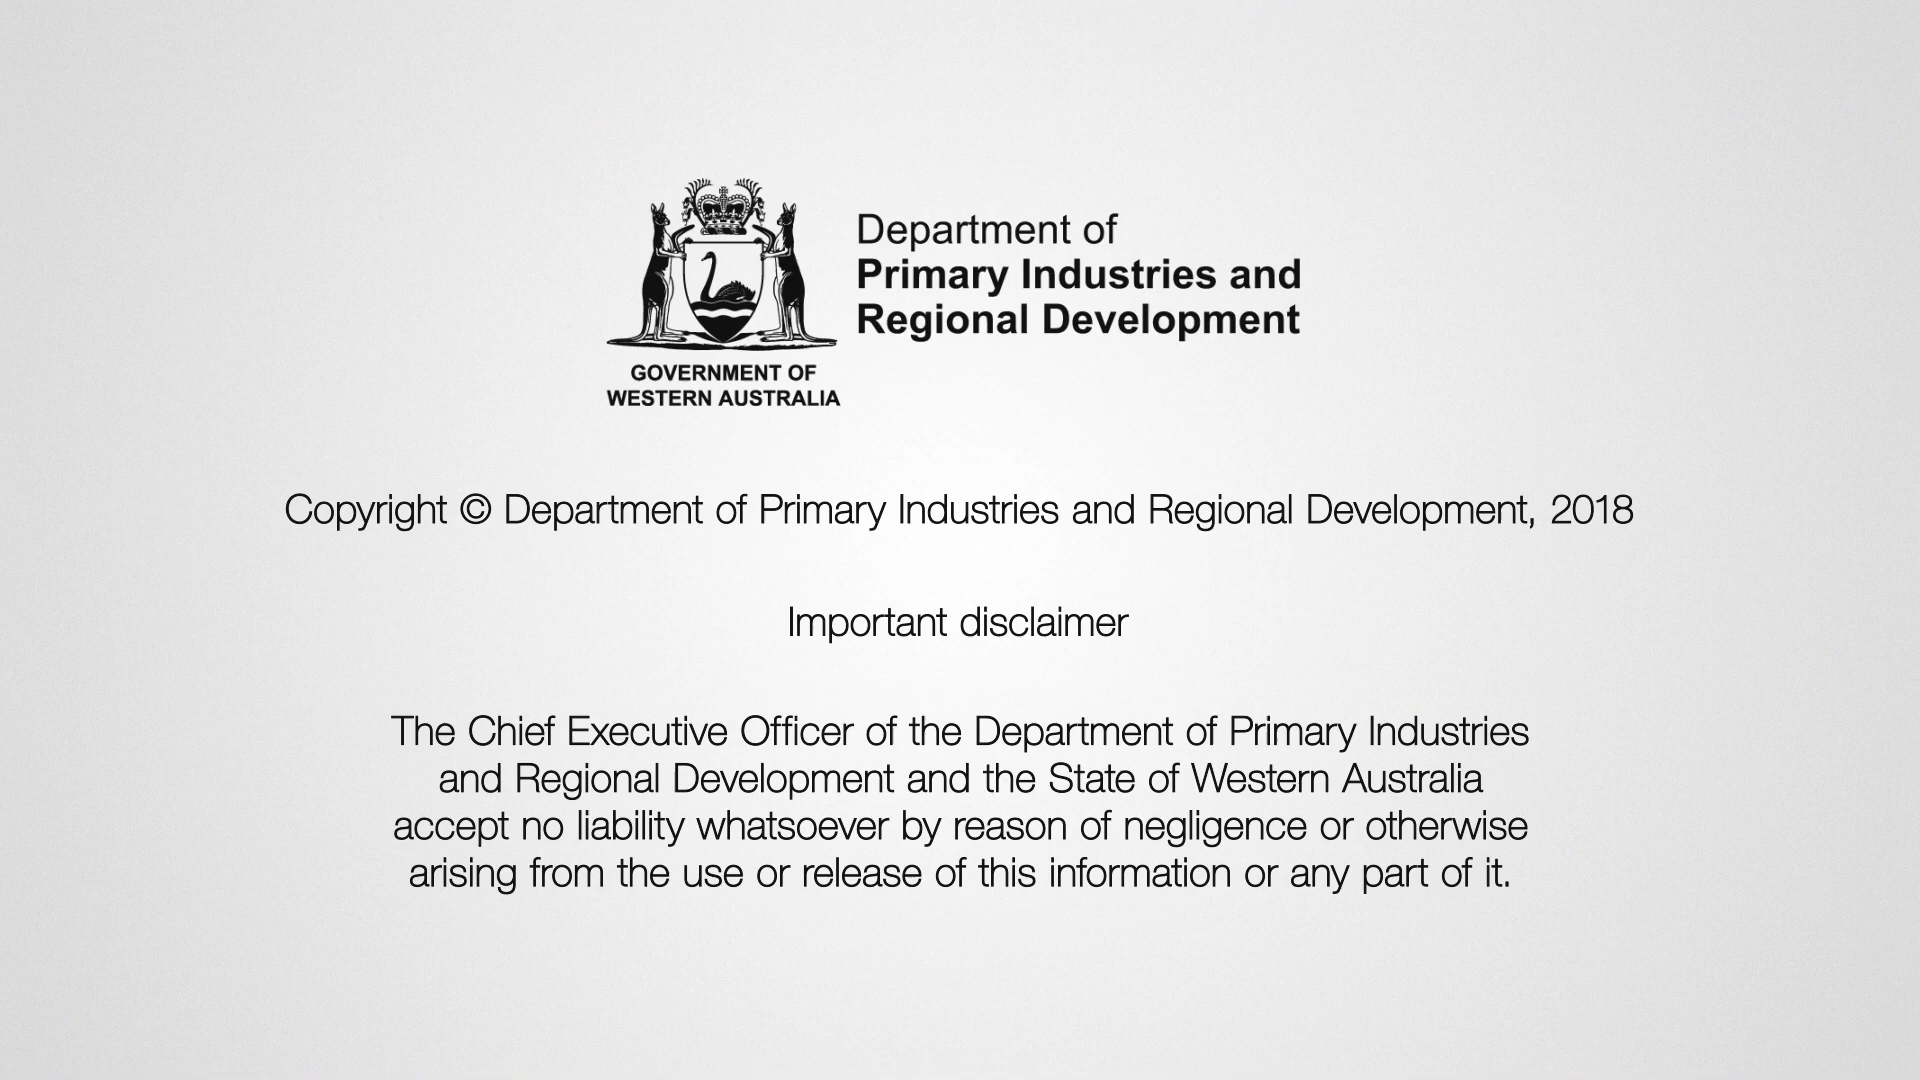 Department of
Primary Industries and
Regional Development
GOVERNMENT OF
WESTERN AUSTRALIA
Copyright © Department of Primary Industries and Regional Development, 2018
Important disclaimer
The Chief Executive Officer of the Department of Primary Industries
and Regional Development and the State of Western Australia
accept no liability whatsoever by reason of negligence or otherwise
arising from the use or release of this information or any part of it.